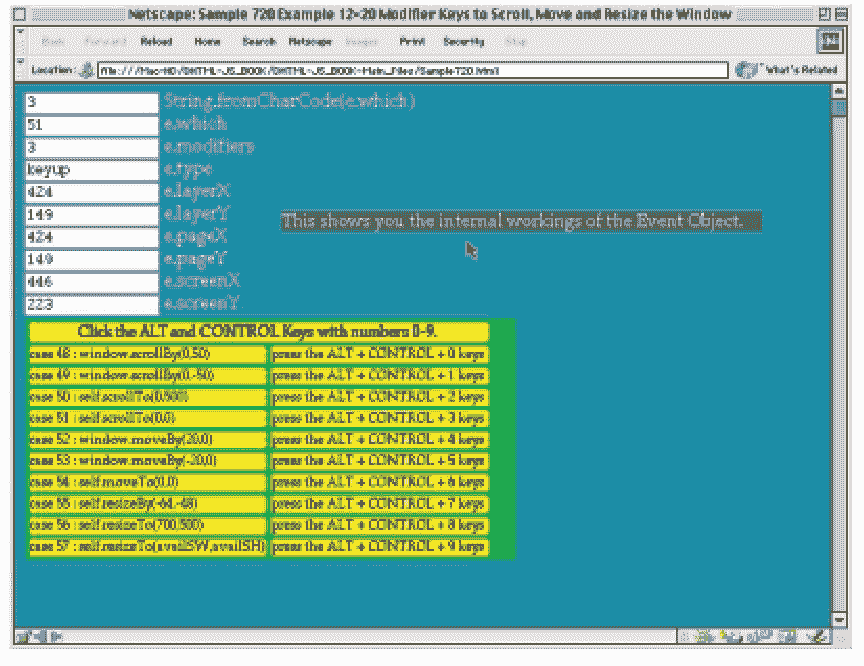 Netscape: Sample 720 Example 12-20 Modifier Keys to Scroll, Move and Resize the Window
Back Forward Reload Home Search Netscape Images Print Security Stop
Location: file:///Mac-HD/DHTML-JS_BOOK/DHTML-JS_BOOK-Main_Files/Sample720.html What's Related
3 String.fromCharCode(e.which)
51 e.which
3 e.modifiers
keyup e.type
424 e.layerX
149 e.layerY
This shows you the internal workings of the Event Object.
424 e.pageX
149 e.pageY
446 e.screenX
223 e.screenY
Click the ALT and CONTROL Keys with numbers 0-9.
case 48 : window.scrollBy(0,50) press the ALT + CONTROL + 0 keys
case 49 : window.scrollBy(0,-50) press the ALT + CONTROL + 1 keys
case 50 : self.scrollTo(0,500) press the ALT + CONTROL + 2 keys
case 51 : self.scrollTo(0,0) press the ALT + CONTROL + 3 keys
case 52 : window.moveBy(20,0) press the ALT + CONTROL + 4 keys
case 53 : window.moveBy(-20,0) press the ALT + CONTROL + 5 keys
case 54 : self.moveTo(0,0) press the ALT + CONTROL + 6 keys
case 55 : self.resizeBy(-64,-48) press the ALT + CONTROL + 7 keys
case 56 : self.resizeTo(700,500) press the ALT + CONTROL + 8 keys
case 57 : self.resizeTo(availSW,availSH) press the ALT + CONTROL + 9 keys